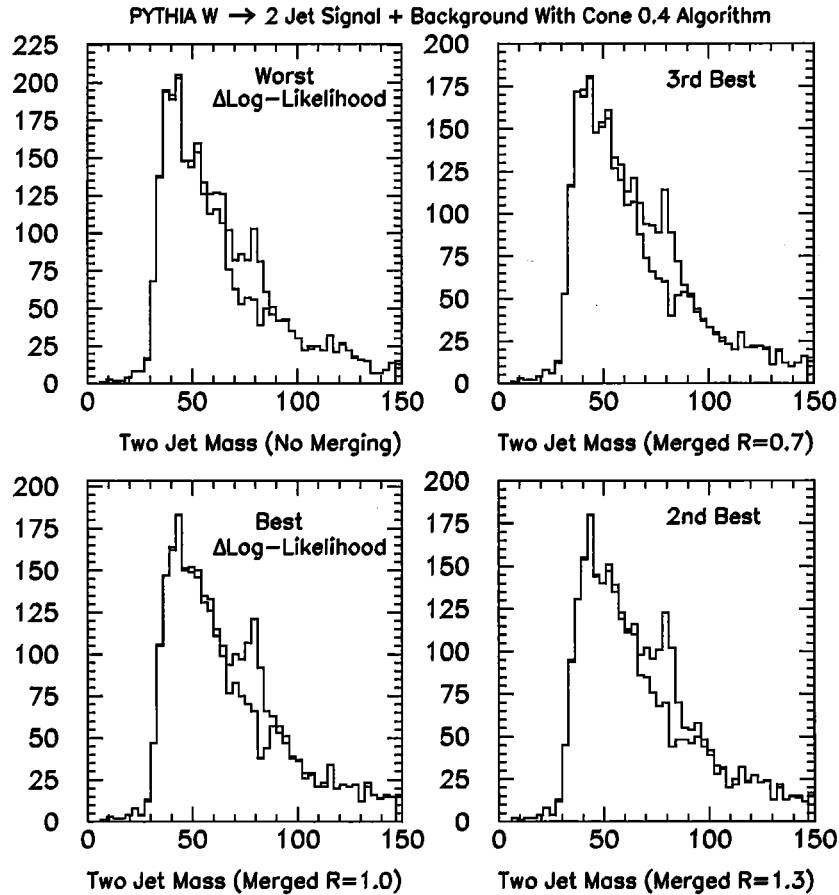 PYTHIA W → 2 Jet Signal + Background With Cone 0.4 Algorithm
225
200
175
150
125
100
75
50
25
0
Worst
ΔLog-Likelihood
0 50 100 150
Two Jet Mass (No Merging)
200
175
150
125
100
75
50
25
0
3rd Best
0 50 100 150
Two Jet Mass (Merged R=0.7)
200
175
150
125
100
75
50
25
0
Best
ΔLog-Likelihood
0 50 100 150
Two Jet Mass (Merged R=1.0)
200
175
150
125
100
75
50
25
0
2nd Best
0 50 100 150
Two Jet Mass (Merged R=1.3)